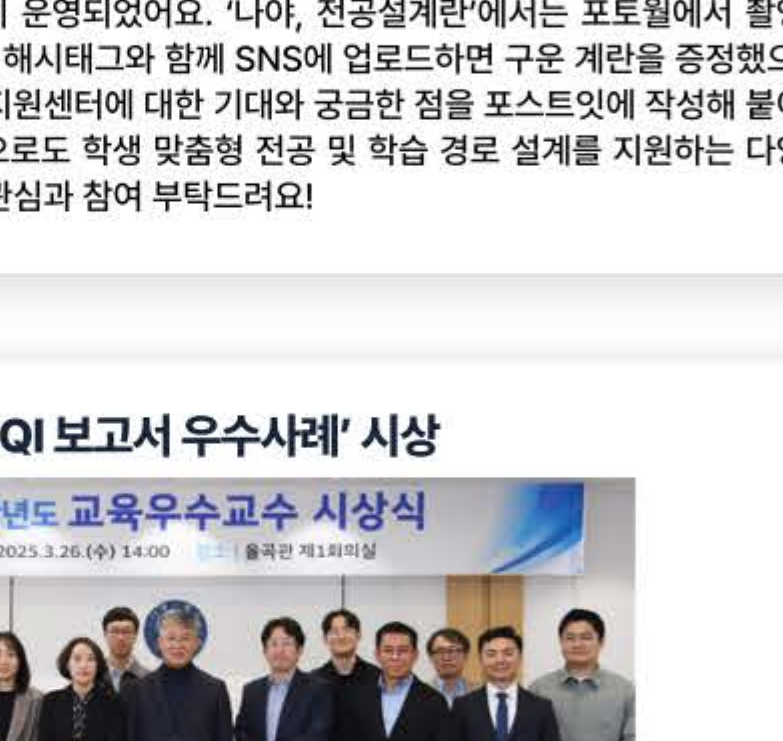 운영되었어요. ‘나야, 전공설계란’에서는 포토월에서
해시태그와 함께 SNS에 업로드하면 구운 계란을 증정했으
지원센터에 대한 기대와 궁금한 점을 포스트잇에 작성해
으로도 학생 맞춤형 전공 및 학습 경로 설계를 지원하는
관심과 참여 부탁드려요!
QI 보고서 우수사례’ 시상
년도 교육우수교수 시상식
2025.3.26.(수) 14:00 장소 | 율곡관 제1회의실